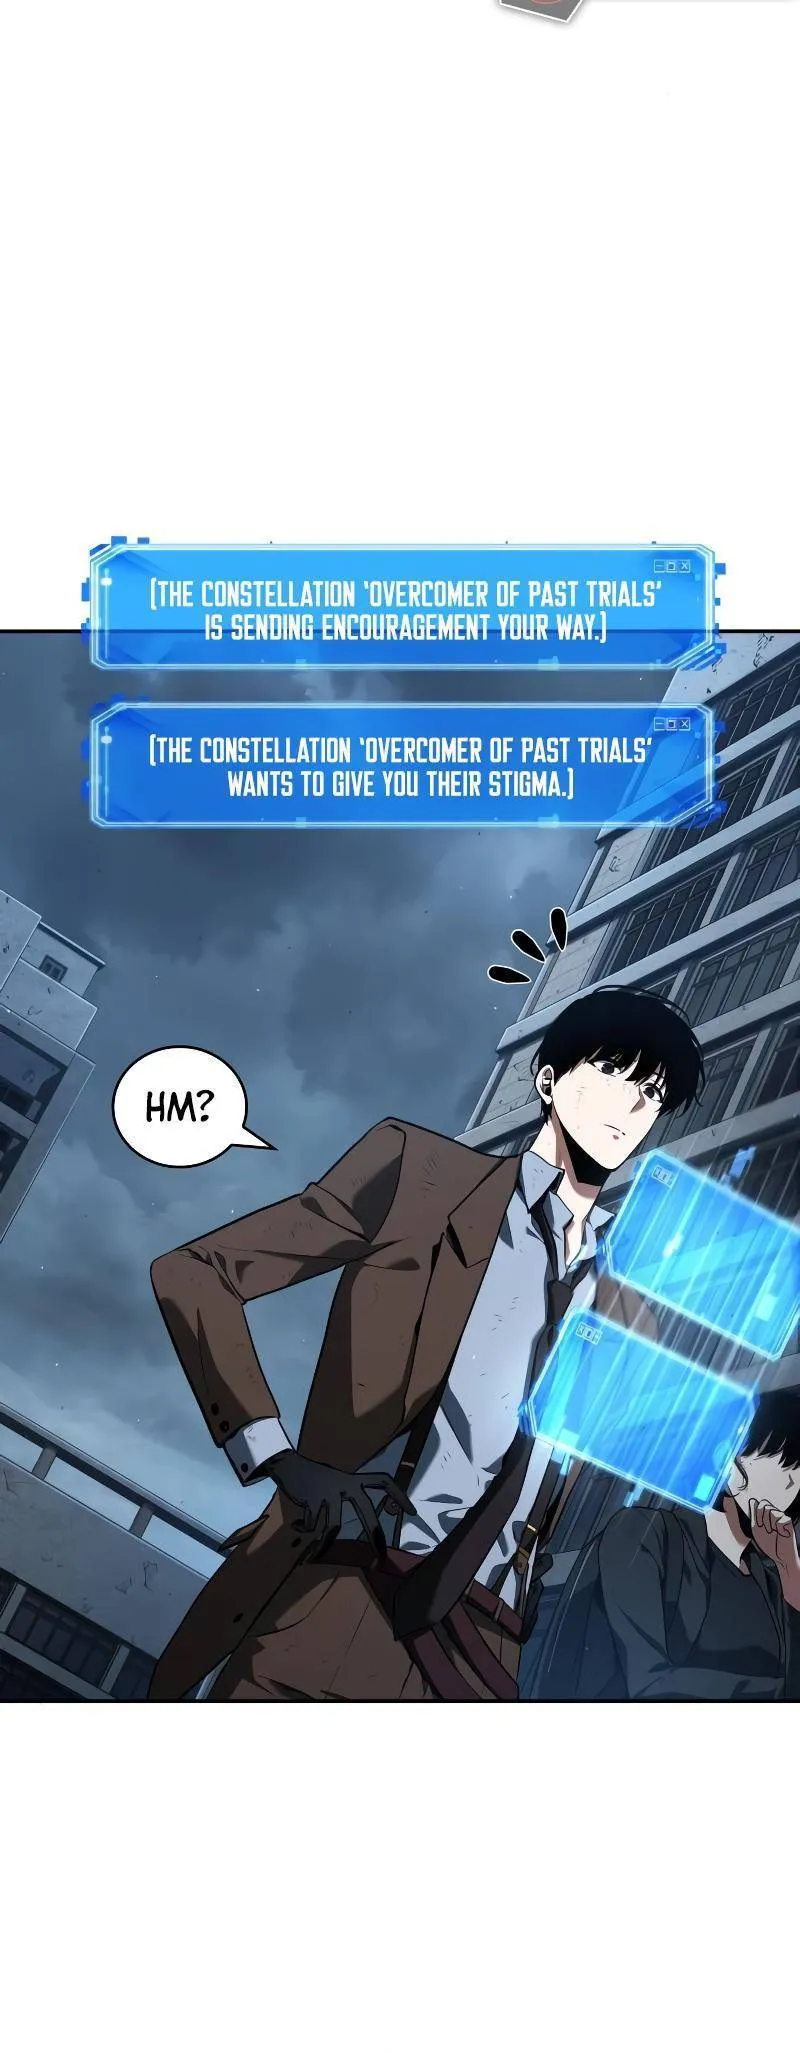 [THE CONSTELLATION 'OVERCOMER OF PAST TRIALS'
IS SENDING ENCOURAGEMENT YOUR WAY.]
[THE CONSTELLATION 'OVERCOMER OF PAST TRIALS'
WANTS TO GIVE YOU THEIR STIGMA.]
HM?